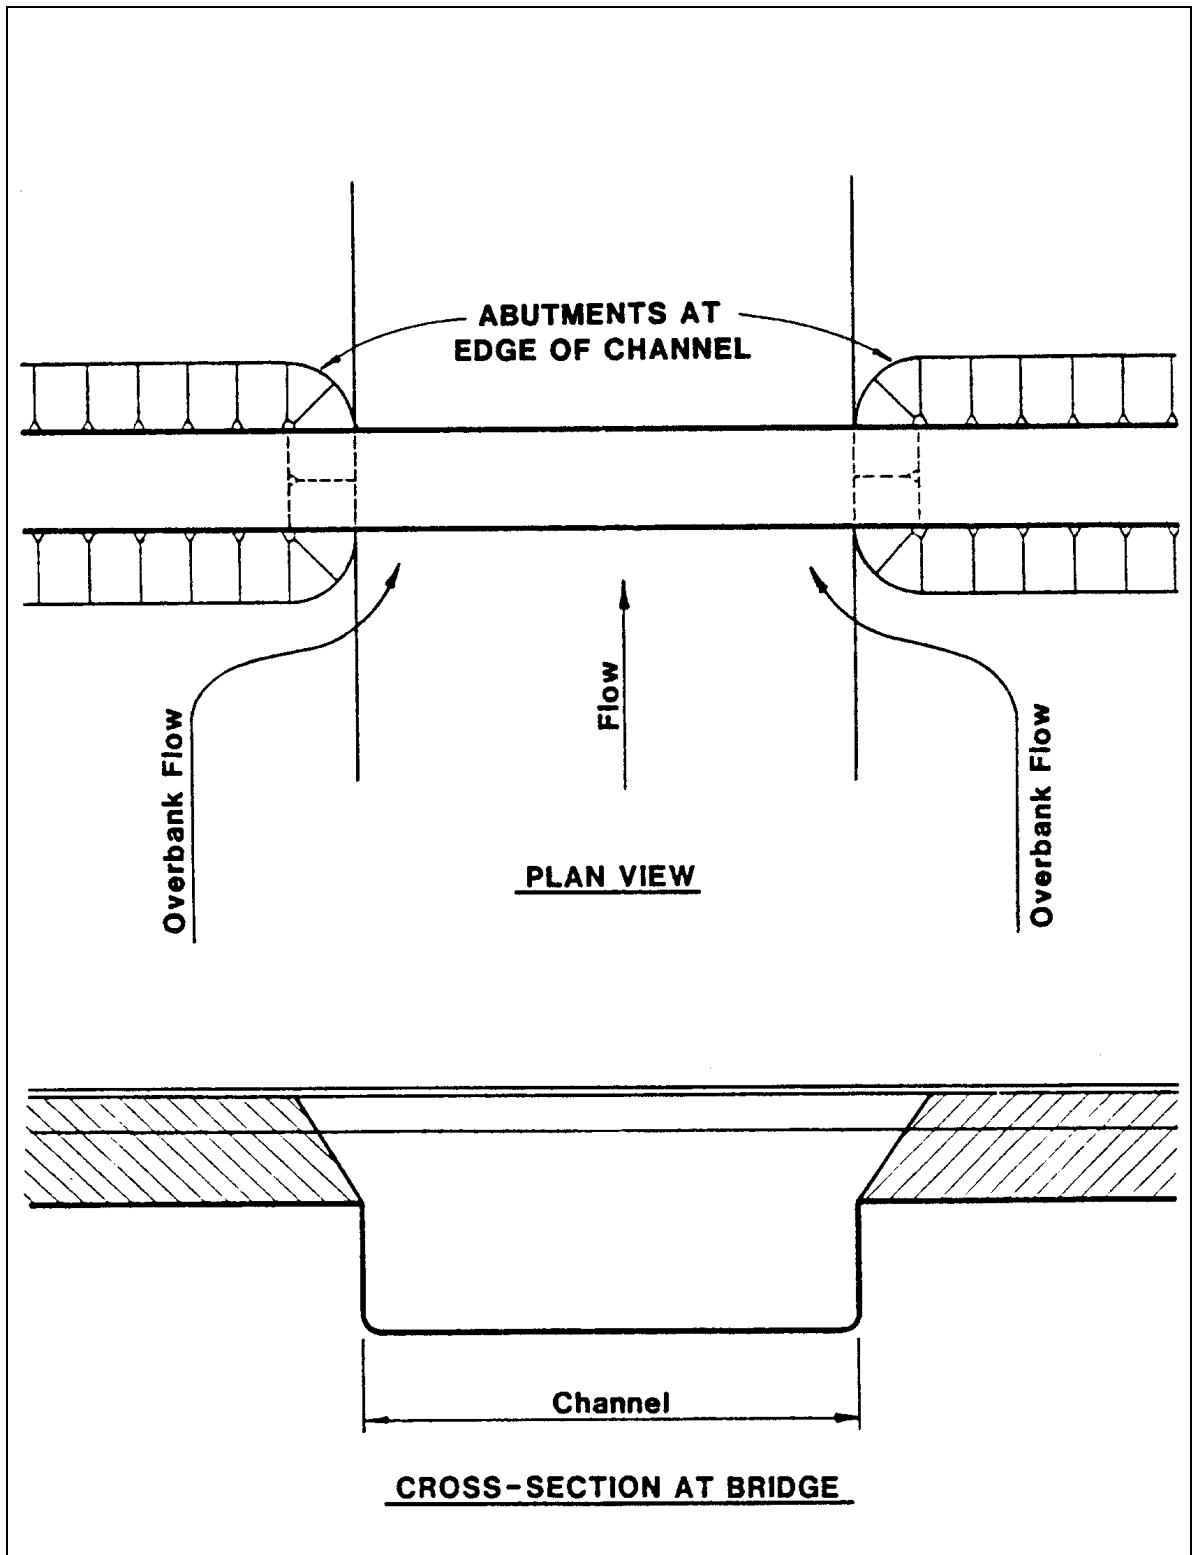 ABUTMENTS AT
EDGE OF CHANNEL
Flow
Overbank Flow
Overbank Flow
PLAN VIEW
Channel
CROSS-SECTION AT BRIDGE